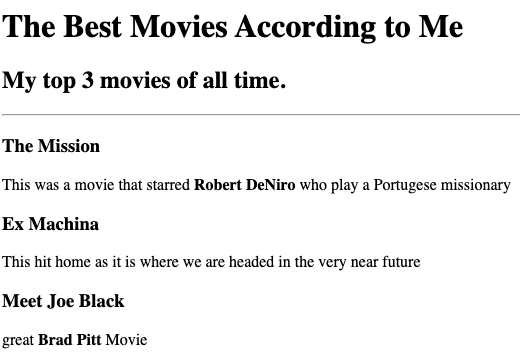 The Best Movies According to Me
My top 3 movies of all time.
The Mission
This was a movie that starred Robert DeNiro who play a Portugese missionary
Ex Machina
This hit home as it is where we are headed in the very near future
Meet Joe Black
great Brad Pitt Movie